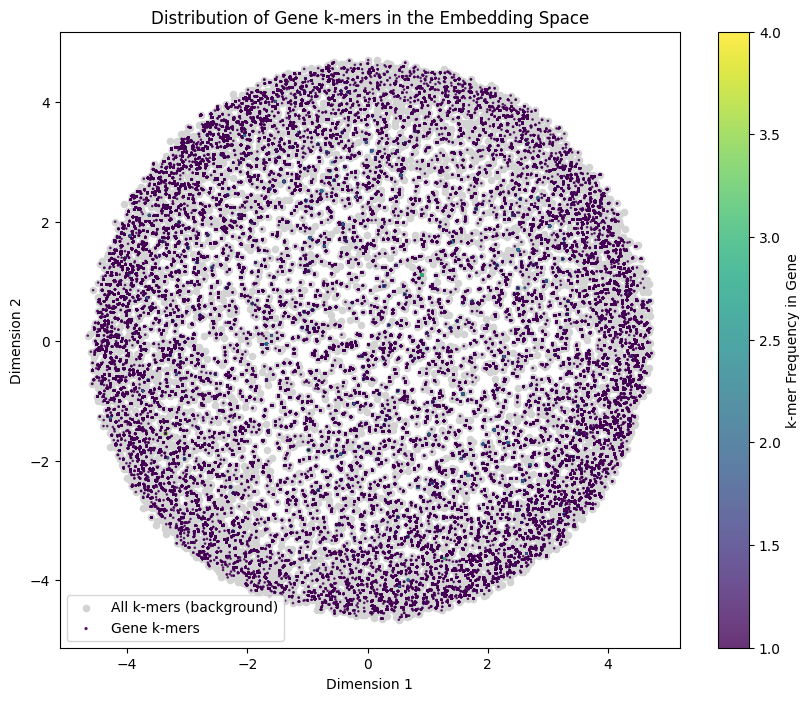 Distribution of Gene k-mers in the Embedding Space
4
2
0
−2
−4
Dimension 2
−4
−2
0
2
4
Dimension 1
All k-mers (background)
Gene k-mers
4.0
3.5
3.0
2.5
2.0
1.5
1.0
k-mer Frequency in Gene